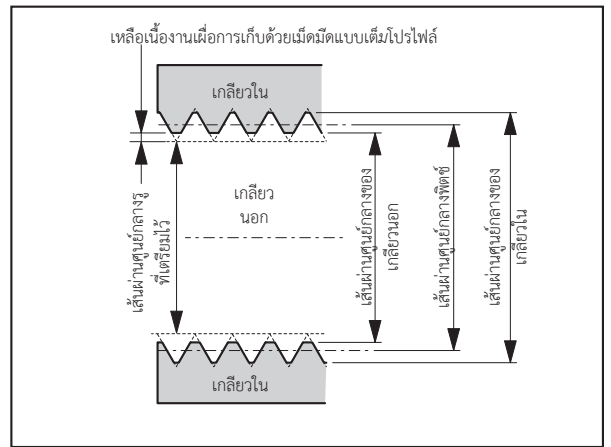 เหลือเนื้องานเผื่อการเก็บด้วยเม็ดมีดแบบเต็มโปรไฟล์
เกลียวใน
เกลียว
นอก
เส้นผ่านศูนย์กลางรู
ที่เตรียมไว้
เส้นผ่านศูนย์กลางของ
เกลียวนอก
เส้นผ่านศูนย์กลางพิตช์
เส้นผ่านศูนย์กลางของ
เกลียวใน
เกลียวใน